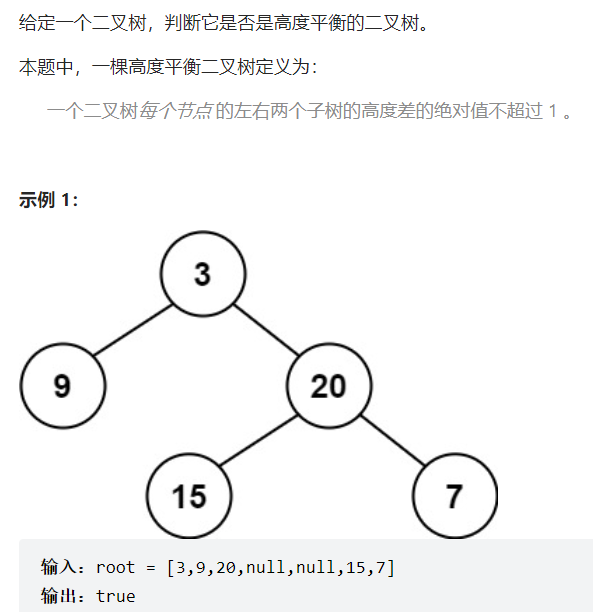 给定一个二叉树，判断它是否是高度平衡的二叉树。
本题中，一棵高度平衡二叉树定义为：
一个二叉树每个节点 的左右两个子树的高度差的绝对值不超过 1 。
示例 1：
3
9
20
15
7
输入：root = [3,9,20,null,null,15,7]
输出：true